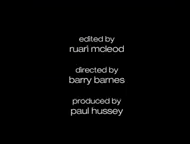 edited by
ruari mcleod
directed by
barry barnes
produced by
paul hussey